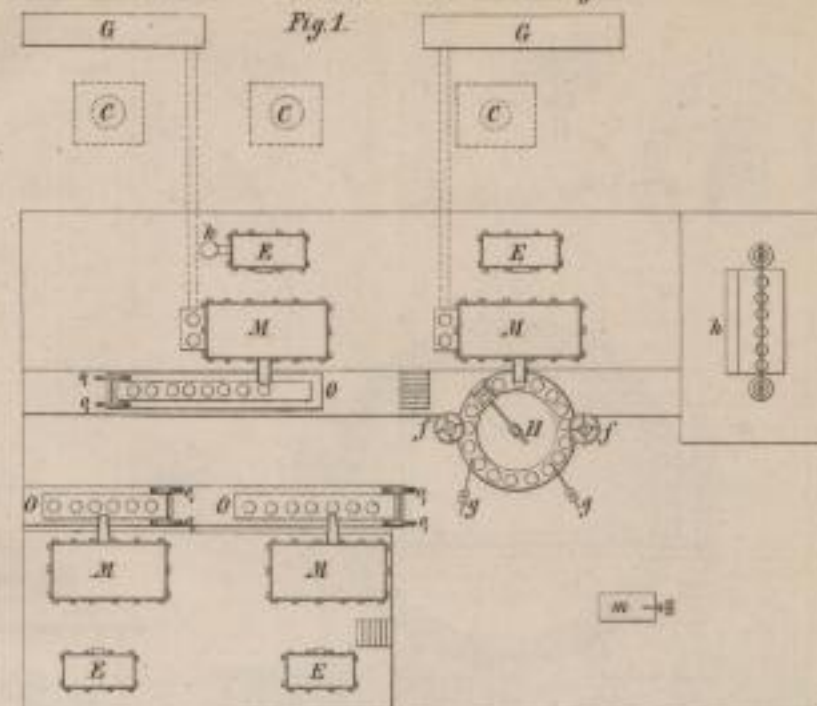 Fig. 1.
G G
C C C
k E E
M M h
q O
q f H f
g g
O q O q
q q
M M
m
E E